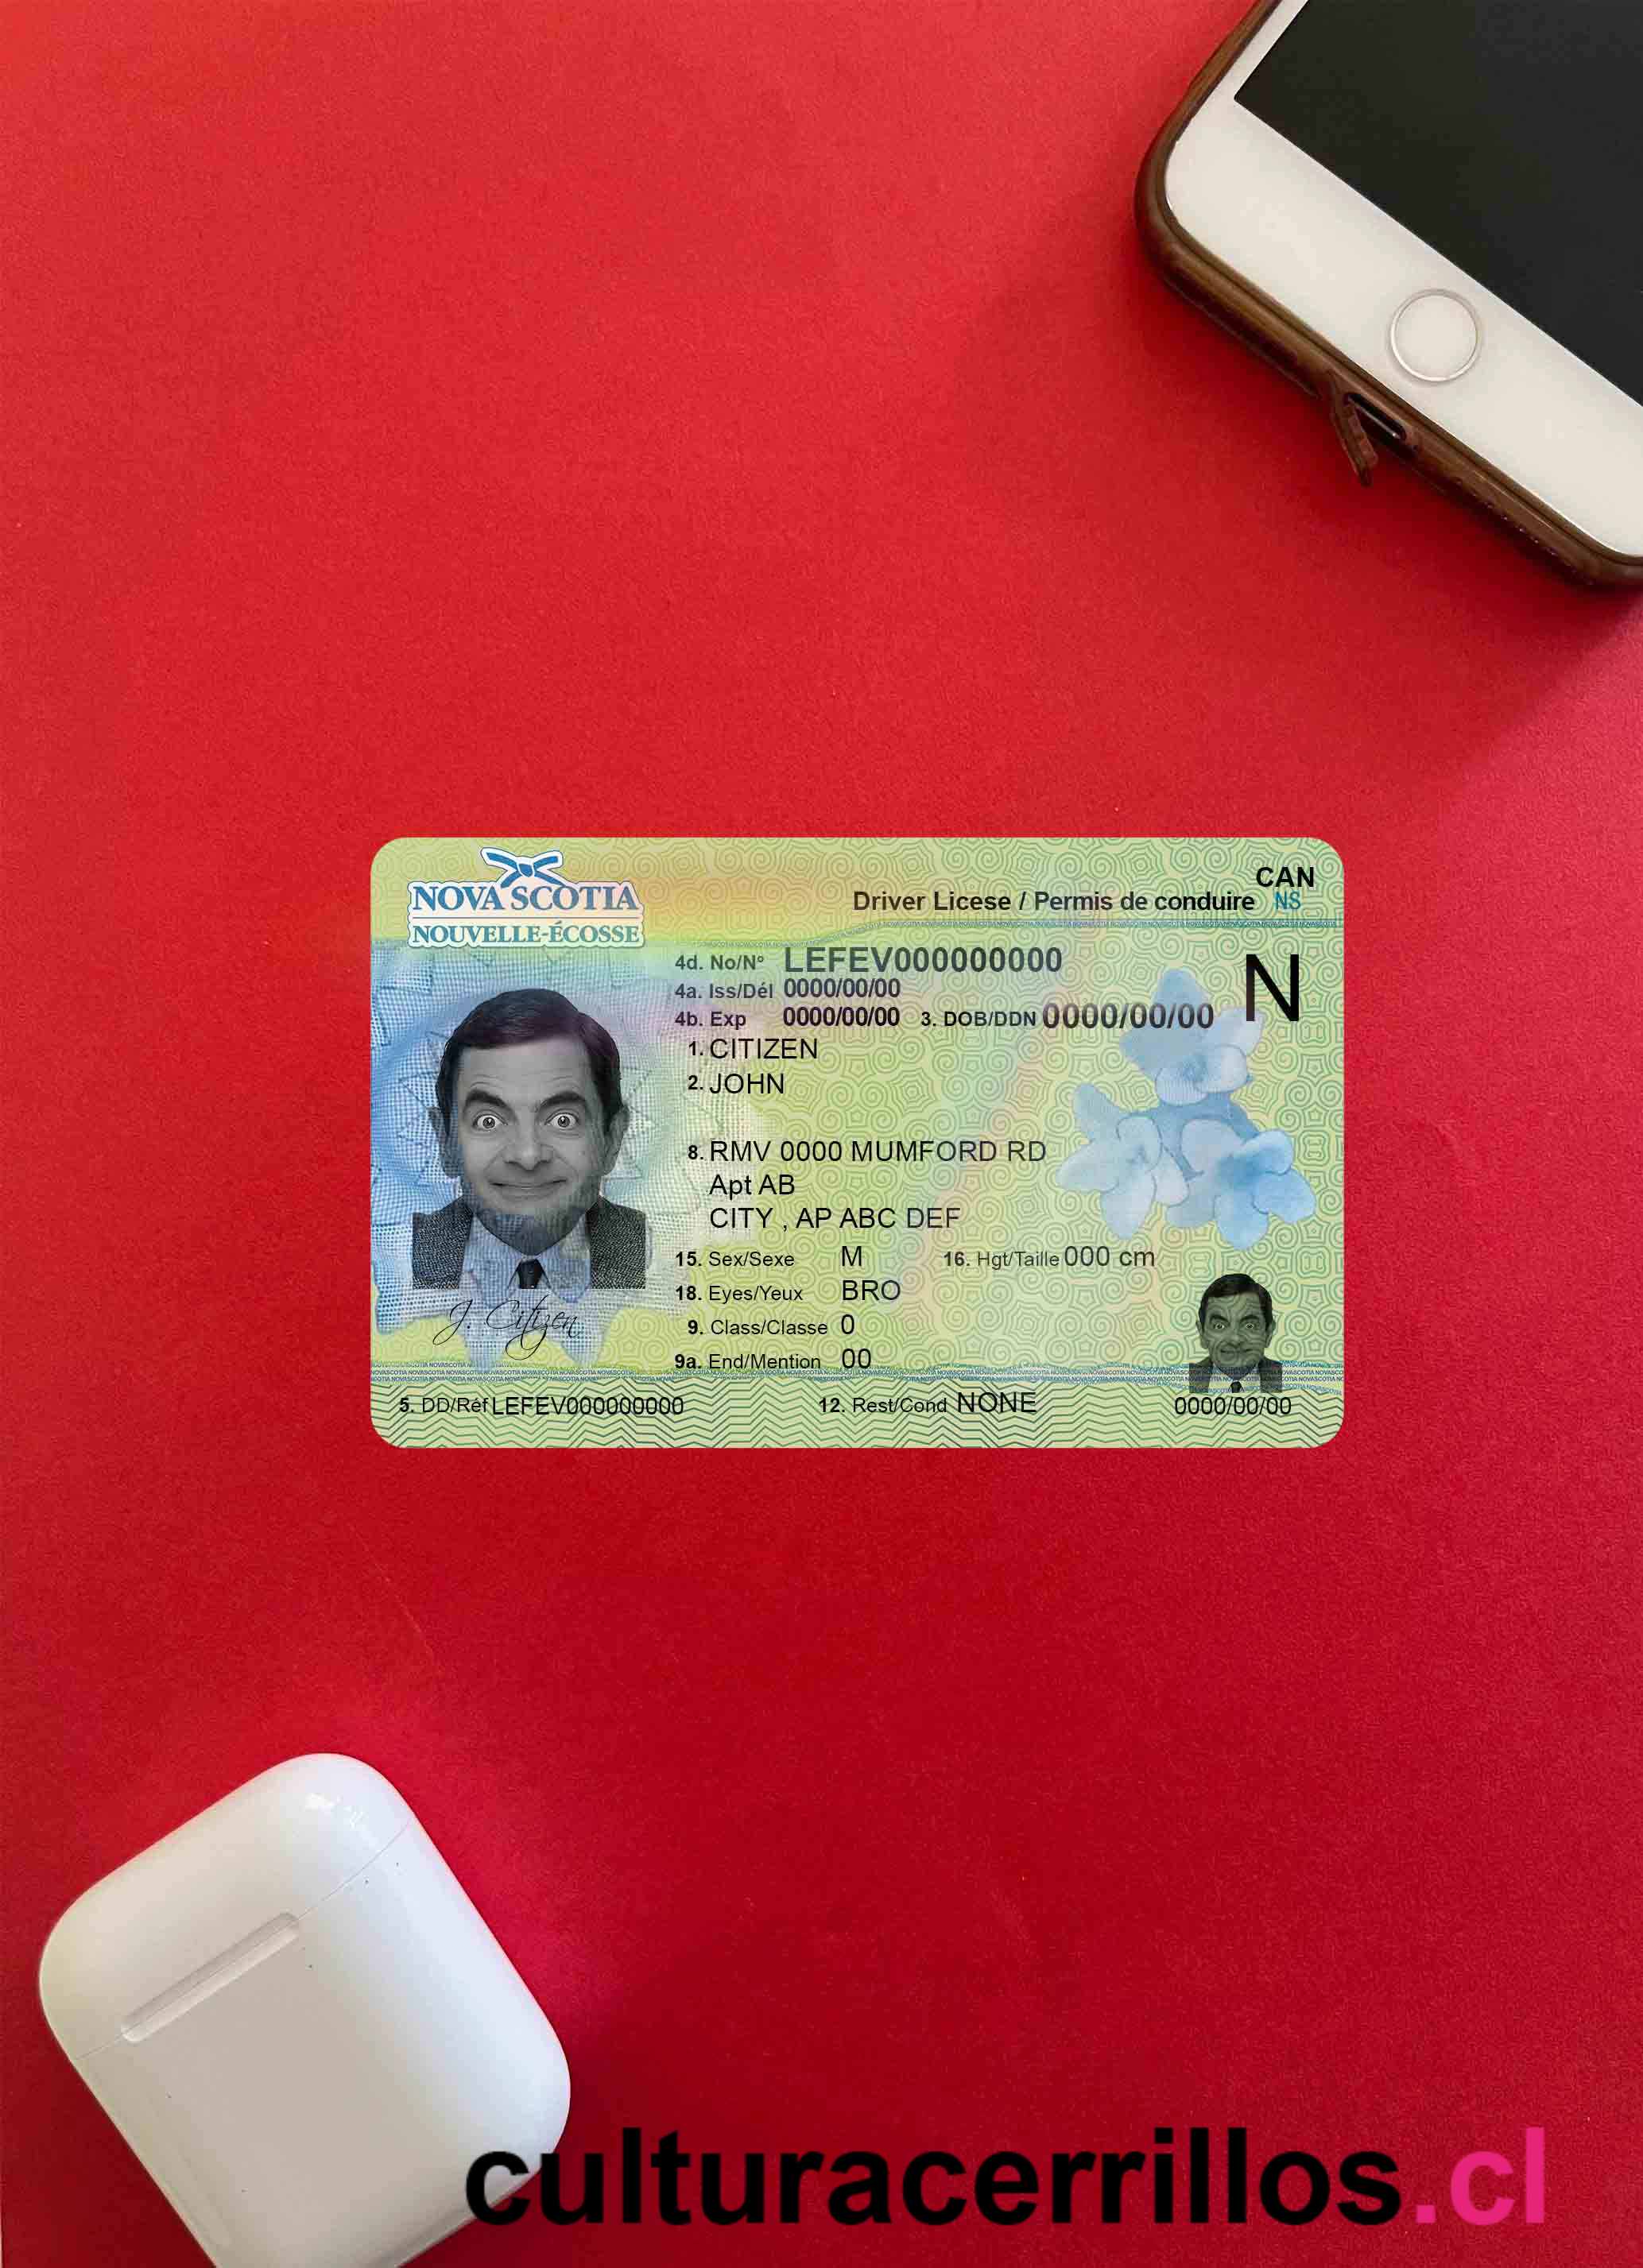 NOVA SCOTIA
NOUVELLE-ÉCOSSE
CAN
Driver Licese / Permis de conduire NS
4d. No/N° LEFEV000000000
N
4a. Iss/Dél 0000/00/00
4b. Exp 0000/00/00 3. DOB/DDN 0000/00/00
1. CITIZEN
2. JOHN
8. RMV 0000 MUMFORD RD
Apt AB
CITY , AP ABC DEF
15. Sex/Sexe M 16. Hgt/Taille 000 cm
18. Eyes/Yeux BRO
J. Citizen
9. Class/Classe 0
9a. End/Mention 00
5. DD/Réf LEFEV000000000 12. Rest/Cond NONE 0000/00/00
culturacerrillos.cl